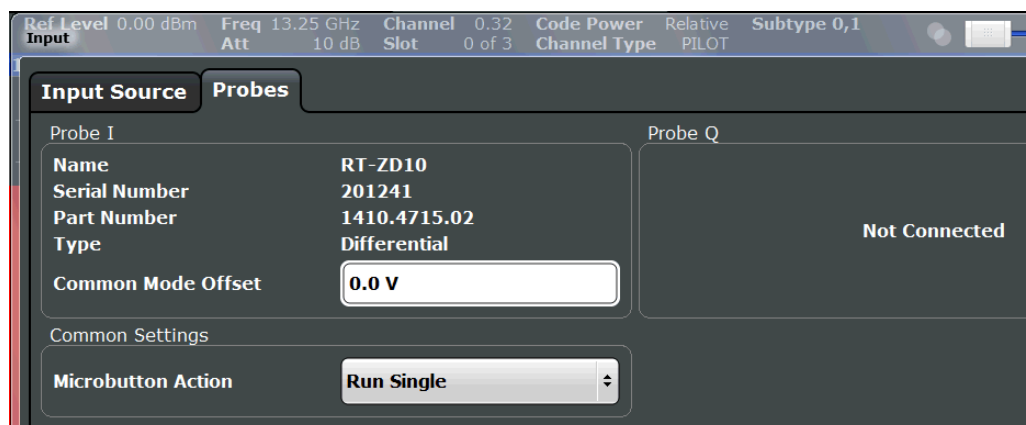 Ref Level 0.00 dBm Freq 13.25 GHz Channel 0.32 Code Power Relative Subtype 0,1
Input Att 10 dB Slot 0 of 3 Channel Type PILOT
Input Source Probes
Probe I
Name RT-ZD10
Serial Number 201241
Part Number 1410.4715.02
Type Differential
Common Mode Offset 0.0 V
Probe Q
Not Connected
Common Settings
Microbutton Action Run Single